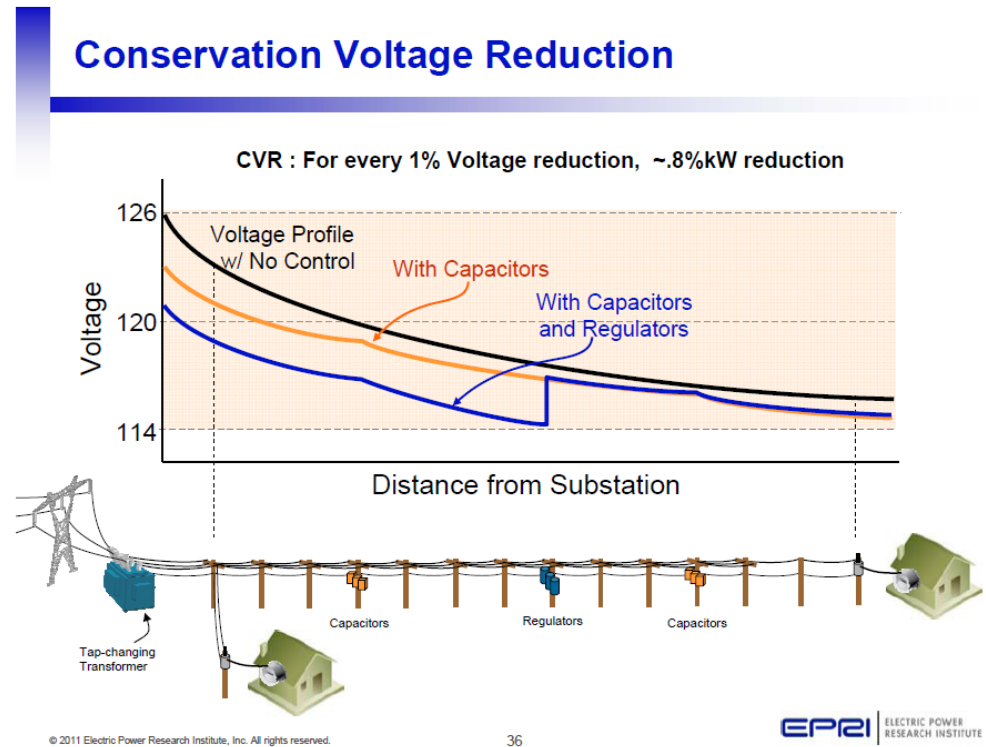 Conservation Voltage Reduction
CVR : For every 1% Voltage reduction, ~.8%kW reduction
126
Voltage Profile
w/ No Control
With Capacitors
With Capacitors
and Regulators
120
Voltage
114
Distance from Substation
Capacitors
Regulators
Capacitors
Tap-changing
Transformer
© 2011 Electric Power Research Institute, Inc. All rights reserved.
36
EPRI
ELECTRIC POWER
RESEARCH INSTITUTE